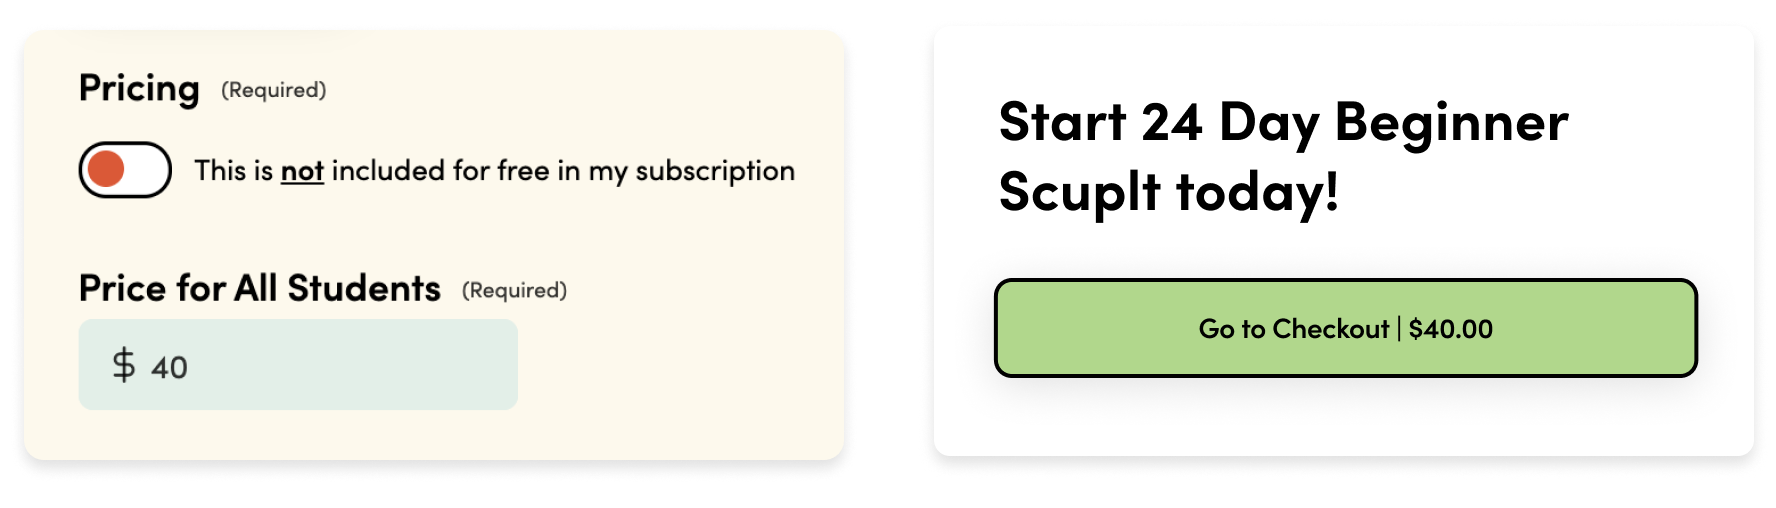 Pricing (Required)
This is not included for free in my subscription
Price for All Students (Required)
$ 40
Start 24 Day Beginner
Scuplt today!
Go to Checkout | $40.00